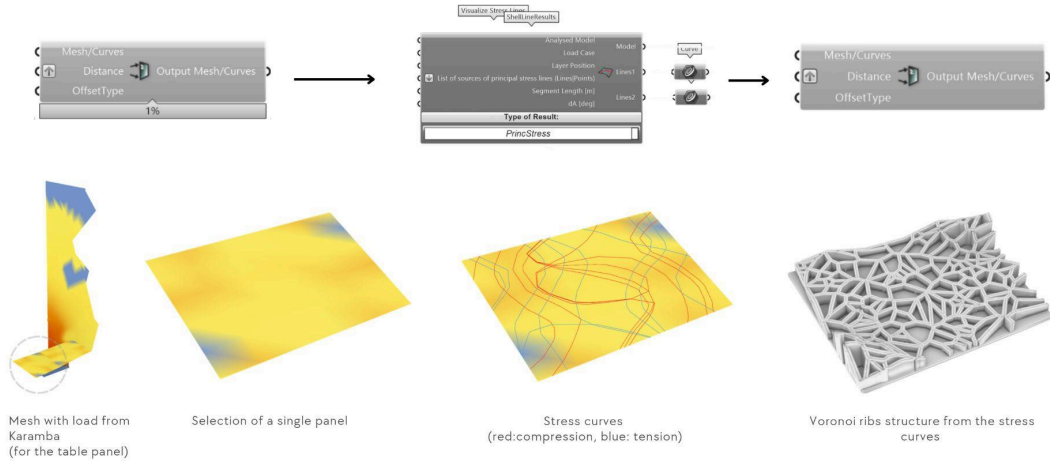 Visualize Stress Lines
ShellLineResults
Mesh/Curves
Distance
OffsetType
Output Mesh/Curves
1%
Analysed Model
Load Case
Layer Position
List of sources of principal stress lines (Lines|Points)
Segment Length [m]
dA [deg]
Model
Lines1
Lines2
Type of Result:
PrincStress
Curve
Mesh/Curves
Distance
OffsetType
Output Mesh/Curves
Mesh with load from
Karamba
(for the table panel)
Selection of a single panel
Stress curves
(red:compression, blue: tension)
Voronoi ribs structure from the stress
curves